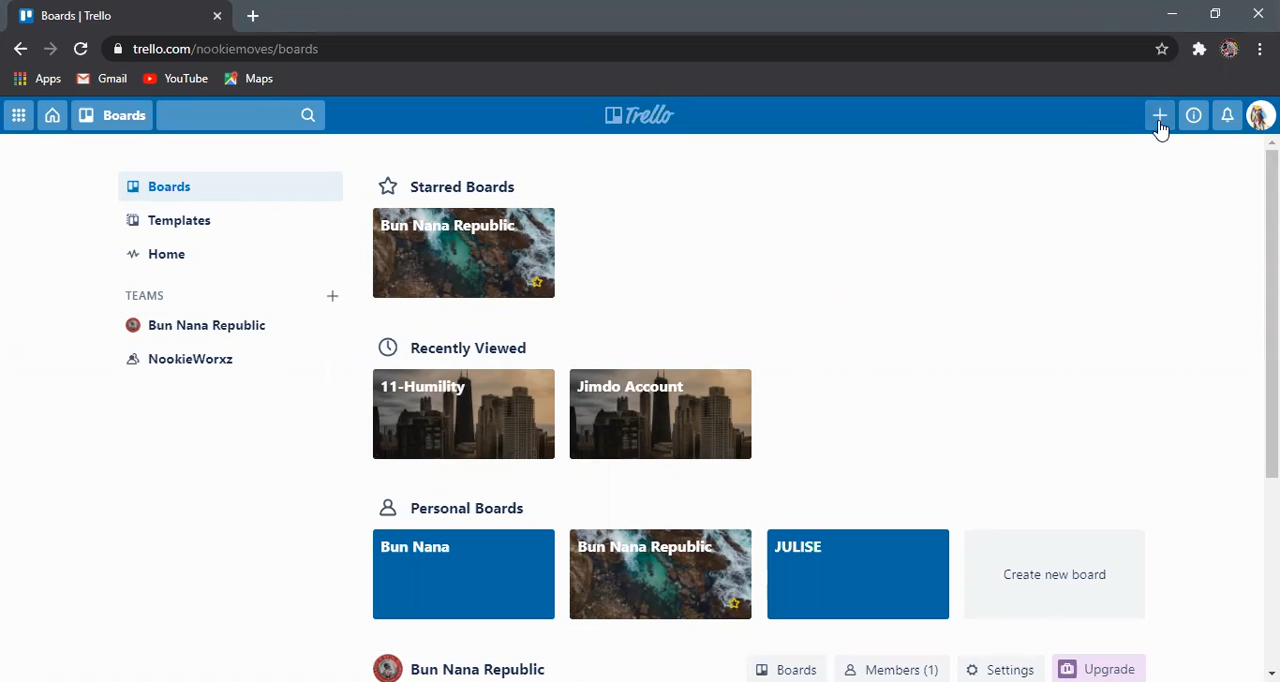 Boards | Trello
trello.com/nookiemoves/boards
Apps Gmail YouTube Maps
Boards Trello
Boards
Templates
Home
TEAMS
Bun Nana Republic
NookieWorxz
Starred Boards
Bun Nana Republic
Recently Viewed
11-Humility Jimdo Account
Personal Boards
Bun Nana Bun Nana Republic JULISE Create new board
Bun Nana Republic Boards Members (1) Settings Upgrade